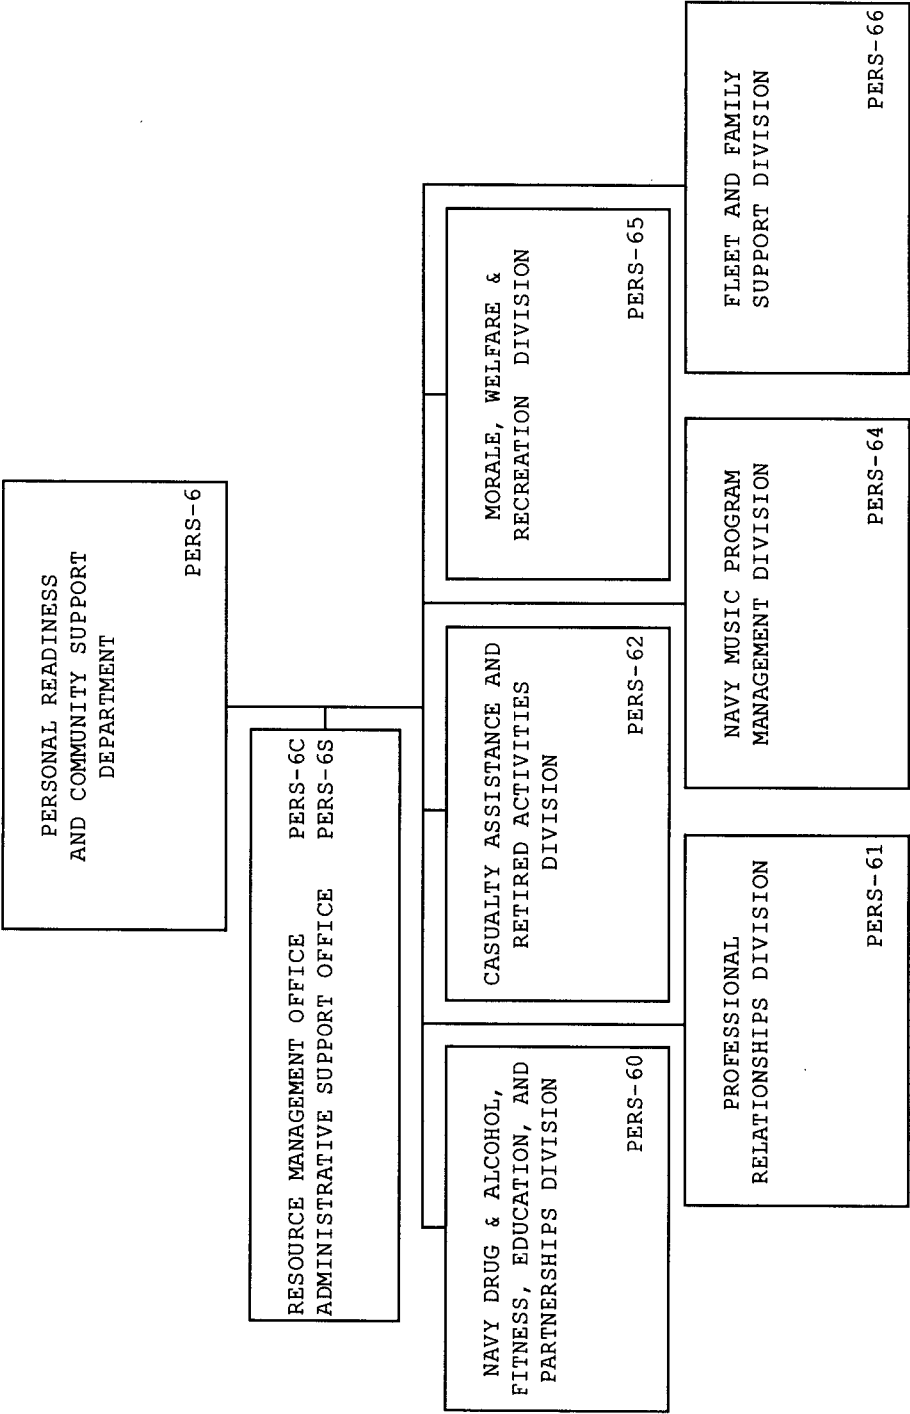 PERSONAL READINESS
AND COMMUNITY SUPPORT
DEPARTMENT
PERS-6
RESOURCE MANAGEMENT OFFICE PERS-6C
ADMINISTRATIVE SUPPORT OFFICE PERS-6S
NAVY DRUG & ALCOHOL,
FITNESS, EDUCATION, AND
PARTNERSHIPS DIVISION
PERS-60
CASUALTY ASSISTANCE AND
RETIRED ACTIVITIES
DIVISION
PERS-62
MORALE, WELFARE &
RECREATION DIVISION
PERS-65
PROFESSIONAL
RELATIONSHIPS DIVISION
PERS-61
NAVY MUSIC PROGRAM
MANAGEMENT DIVISION
PERS-64
FLEET AND FAMILY
SUPPORT DIVISION
PERS-66